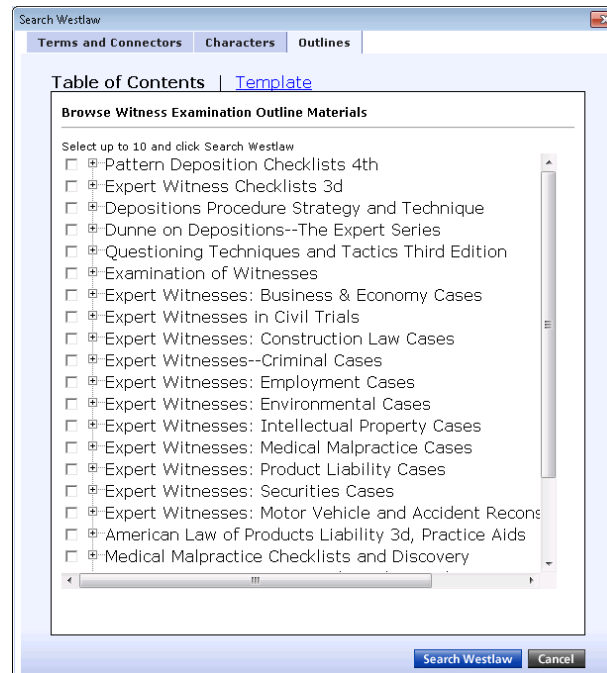 Search Westlaw
Terms and Connectors Characters Outlines
Table of Contents | Template
Browse Witness Examination Outline Materials
Select up to 10 and click Search Westlaw
Pattern Deposition Checklists 4th
Expert Witness Checklists 3d
Depositions Procedure Strategy and Technique
Dunne on Depositions--The Expert Series
Questioning Techniques and Tactics Third Edition
Examination of Witnesses
Expert Witnesses: Business & Economy Cases
Expert Witnesses in Civil Trials
Expert Witnesses: Construction Law Cases
Expert Witnesses--Criminal Cases
Expert Witnesses: Employment Cases
Expert Witnesses: Environmental Cases
Expert Witnesses: Intellectual Property Cases
Expert Witnesses: Medical Malpractice Cases
Expert Witnesses: Product Liability Cases
Expert Witnesses: Securities Cases
Expert Witnesses: Motor Vehicle and Accident Recons
American Law of Products Liability 3d, Practice Aids
Medical Malpractice Checklists and Discovery
Search Westlaw Cancel